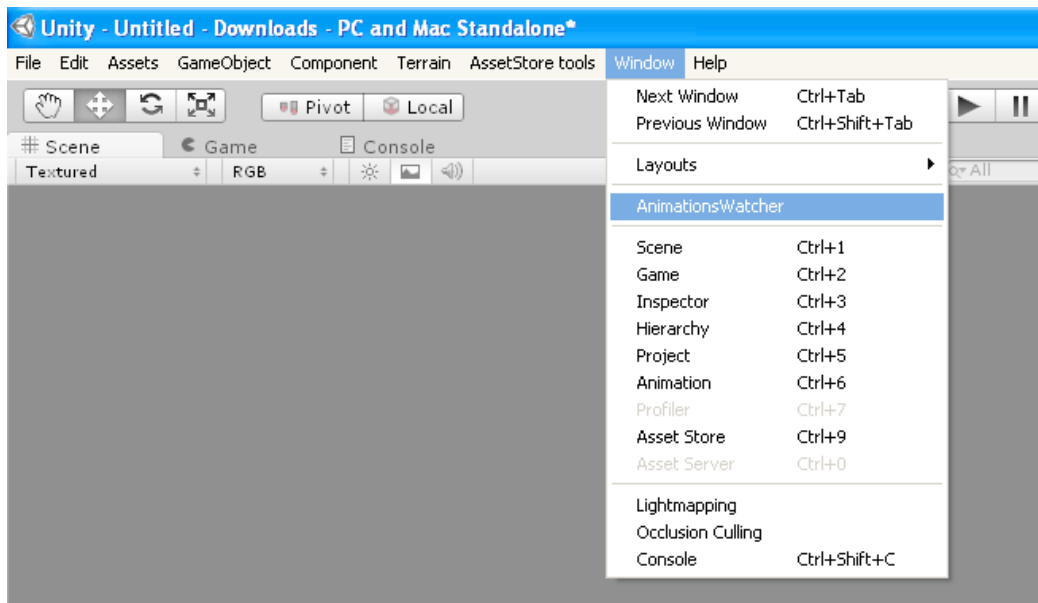 Unity - Untitled - Downloads - PC and Mac Standalone*
File Edit Assets GameObject Component Terrain AssetStore tools Window Help
Pivot Local
# Scene Game Console
Textured RGB All
Next Window Ctrl+Tab
Previous Window Ctrl+Shift+Tab
Layouts
AnimationsWatcher
Scene Ctrl+1
Game Ctrl+2
Inspector Ctrl+3
Hierarchy Ctrl+4
Project Ctrl+5
Animation Ctrl+6
Profiler Ctrl+7
Asset Store Ctrl+9
Asset Server Ctrl+0
Lightmapping
Occlusion Culling
Console Ctrl+Shift+C